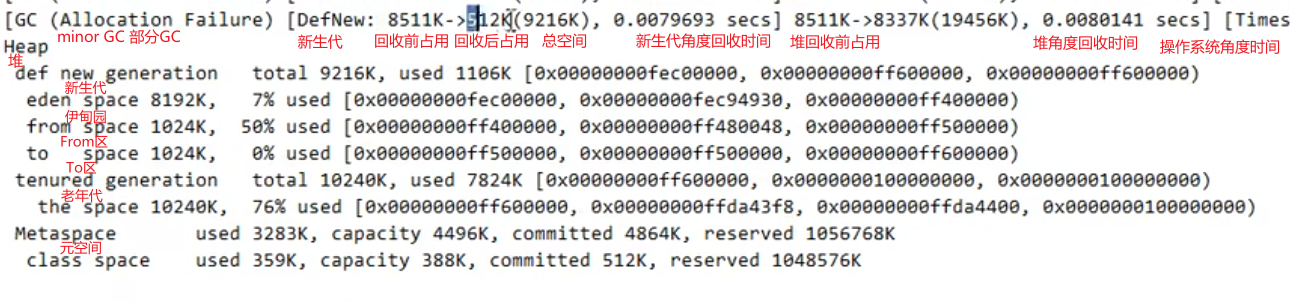 [GC (Allocation Failure) [DefNew: 8511K->512K(9216K), 0.0079693 secs] 8511K->8337K(19456K), 0.0080141 secs] [Times
minor GC 部分GC 新生代 回收前占用 回收后占用 总空间 新生代角度回收时间 堆回收前占用 堆角度回收时间 操作系统角度时间
Heap
堆
def new generation total 9216K, used 1106K [0x00000000fec00000, 0x00000000ff600000, 0x00000000ff600000)
新生代
eden space 8192K, 7% used [0x00000000fec00000, 0x00000000fec94930, 0x00000000ff400000)
伊甸园
from space 1024K, 50% used [0x00000000ff400000, 0x00000000ff480048, 0x00000000ff500000)
From区
to space 1024K, 0% used [0x00000000ff500000, 0x00000000ff500000, 0x00000000ff600000)
To区
tenured generation total 10240K, used 7824K [0x00000000ff600000, 0x0000000100000000, 0x0000000100000000)
老年代
the space 10240K, 76% used [0x00000000ff600000, 0x00000000ffda43f8, 0x00000000ffda4400, 0x0000000100000000)
Metaspace used 3283K, capacity 4496K, committed 4864K, reserved 1056768K
元空间
class space used 359K, capacity 388K, committed 512K, reserved 1048576K